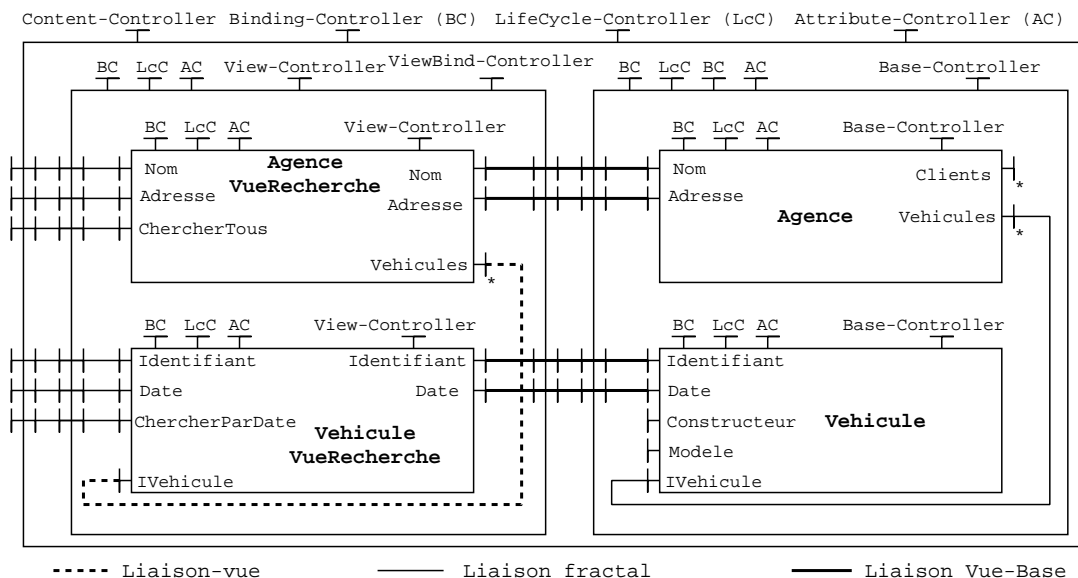 Content-Controller Binding-Controller (BC) LifeCycle-Controller (LcC) Attribute-Controller (AC)
BC LcC AC View-Controller ViewBind-Controller BC LcC BC AC Base-Controller
BC LcC AC View-Controller BC LcC AC Base-Controller
Nom Agence Nom Nom Clients
VueRecherche *
Adresse Adresse Adresse Agence Vehicules
ChercherTous *
Vehicules
*
BC LcC AC View-Controller BC LcC AC Base-Controller
Identifiant Identifiant Identifiant
Date Date Date
ChercherParDate Vehicule Constructeur Vehicule
VueRecherche Modele
IVehicule IVehicule
Liaison-vue Liaison fractal Liaison Vue-Base